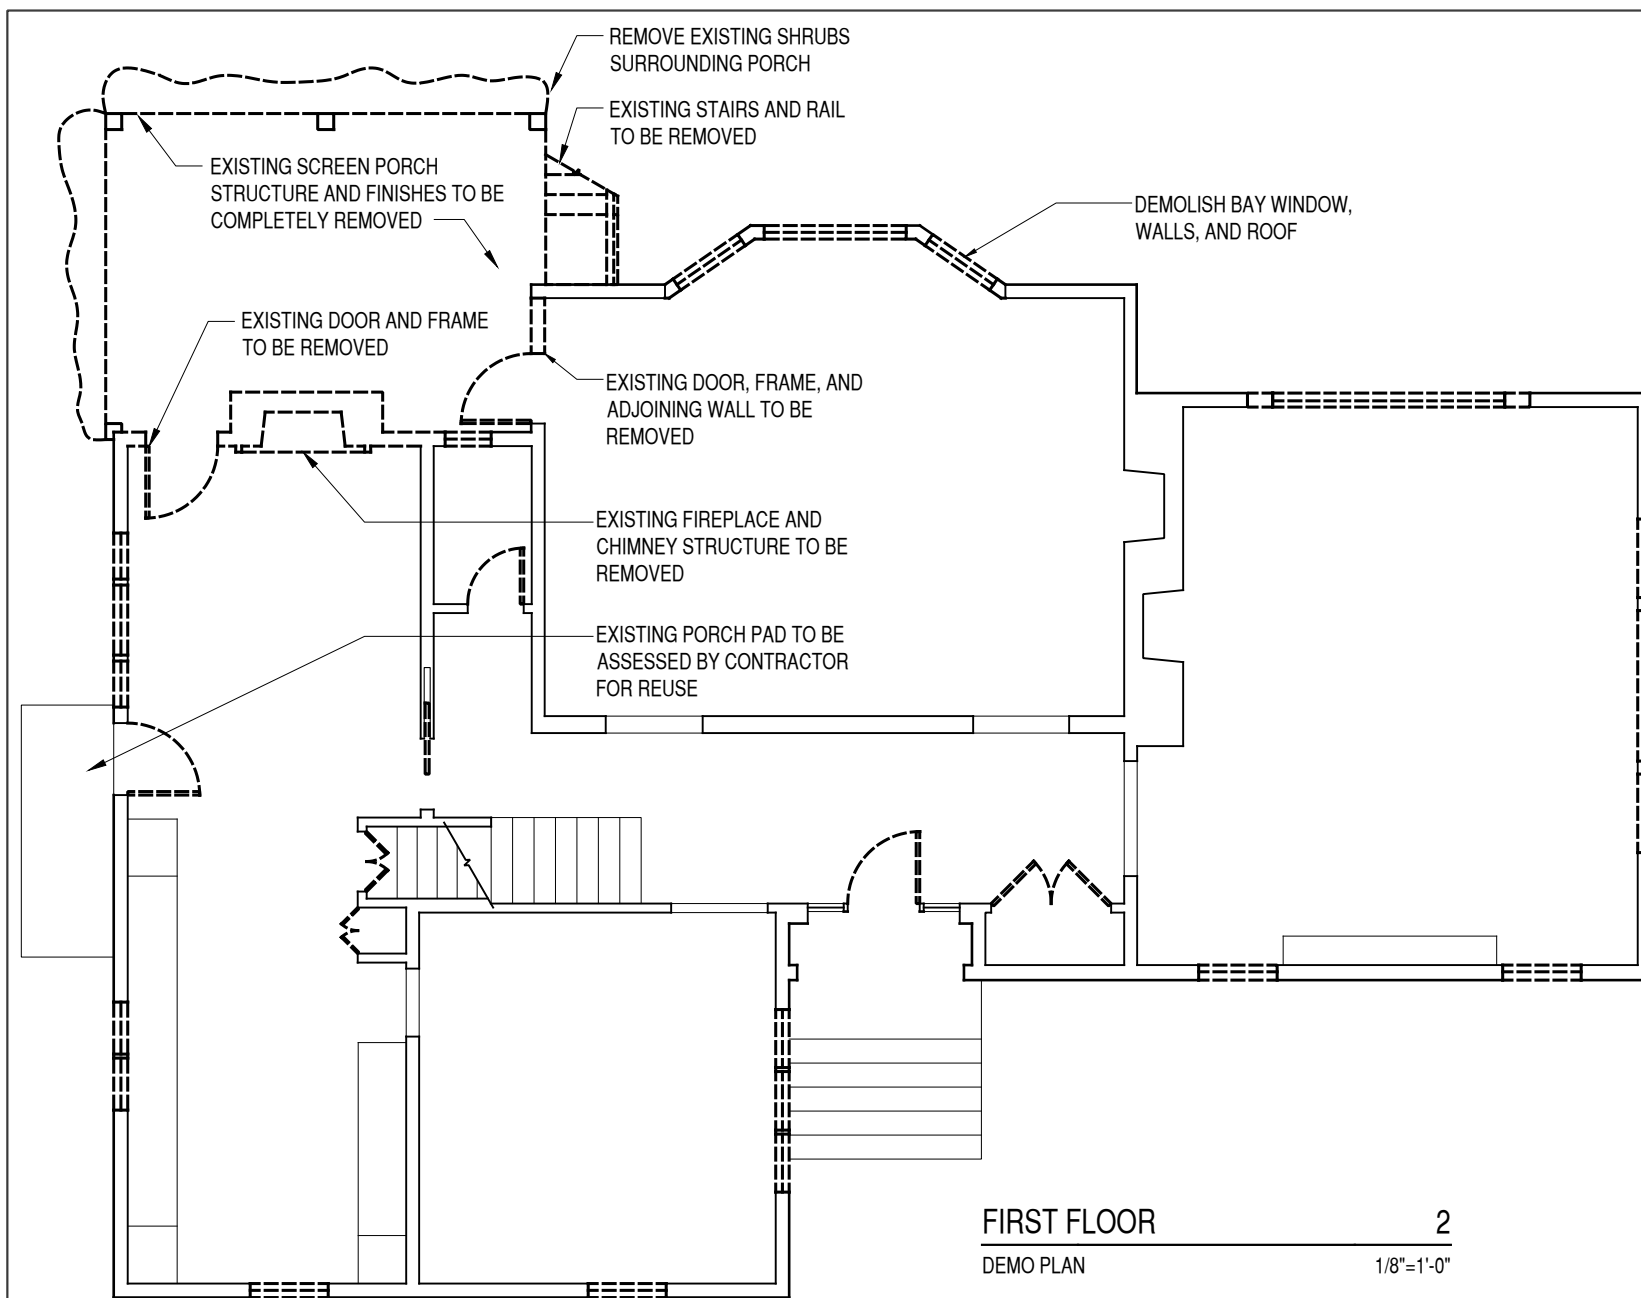 REMOVE EXISTING SHRUBS
SURROUNDING PORCH
EXISTING STAIRS AND RAIL
TO BE REMOVED
EXISTING SCREEN PORCH
STRUCTURE AND FINISHES TO BE
COMPLETELY REMOVED
DEMOLISH BAY WINDOW,
WALLS, AND ROOF
EXISTING DOOR AND FRAME
TO BE REMOVED
EXISTING DOOR, FRAME, AND
ADJOINING WALL TO BE
REMOVED
EXISTING FIREPLACE AND
CHIMNEY STRUCTURE TO BE
REMOVED
EXISTING PORCH PAD TO BE
ASSESSED BY CONTRACTOR
FOR REUSE
FIRST FLOOR 2
DEMO PLAN 1/8"=1'-0"